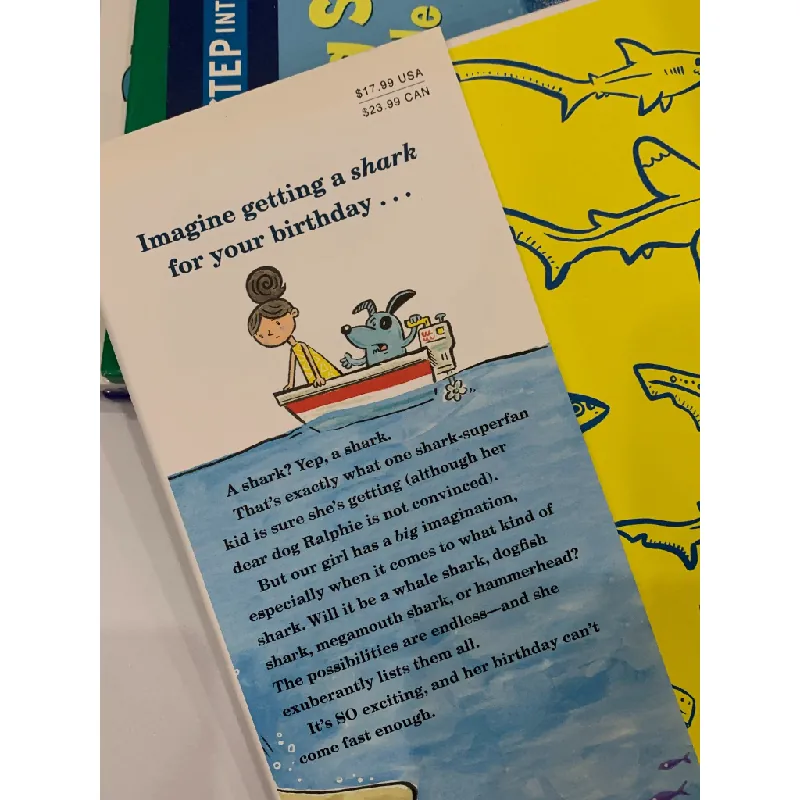 STEP INT
S
le
$17.99 USA
$23.99 CAN
Imagine getting a shark
for your birthday . . .
A shark? Yep, a shark.
That's exactly what one shark-superfan
kid is sure she's getting (although her
dear dog Ralphie is not convinced).
But our girl has a big imagination,
especially when it comes to what kind of
shark. Will it be a whale shark, dogfish
shark, megamouth shark, or hammerhead?
The possibilities are endless—and she
exuberantly lists them all.
It's SO exciting, and her birthday can't
come fast enough.